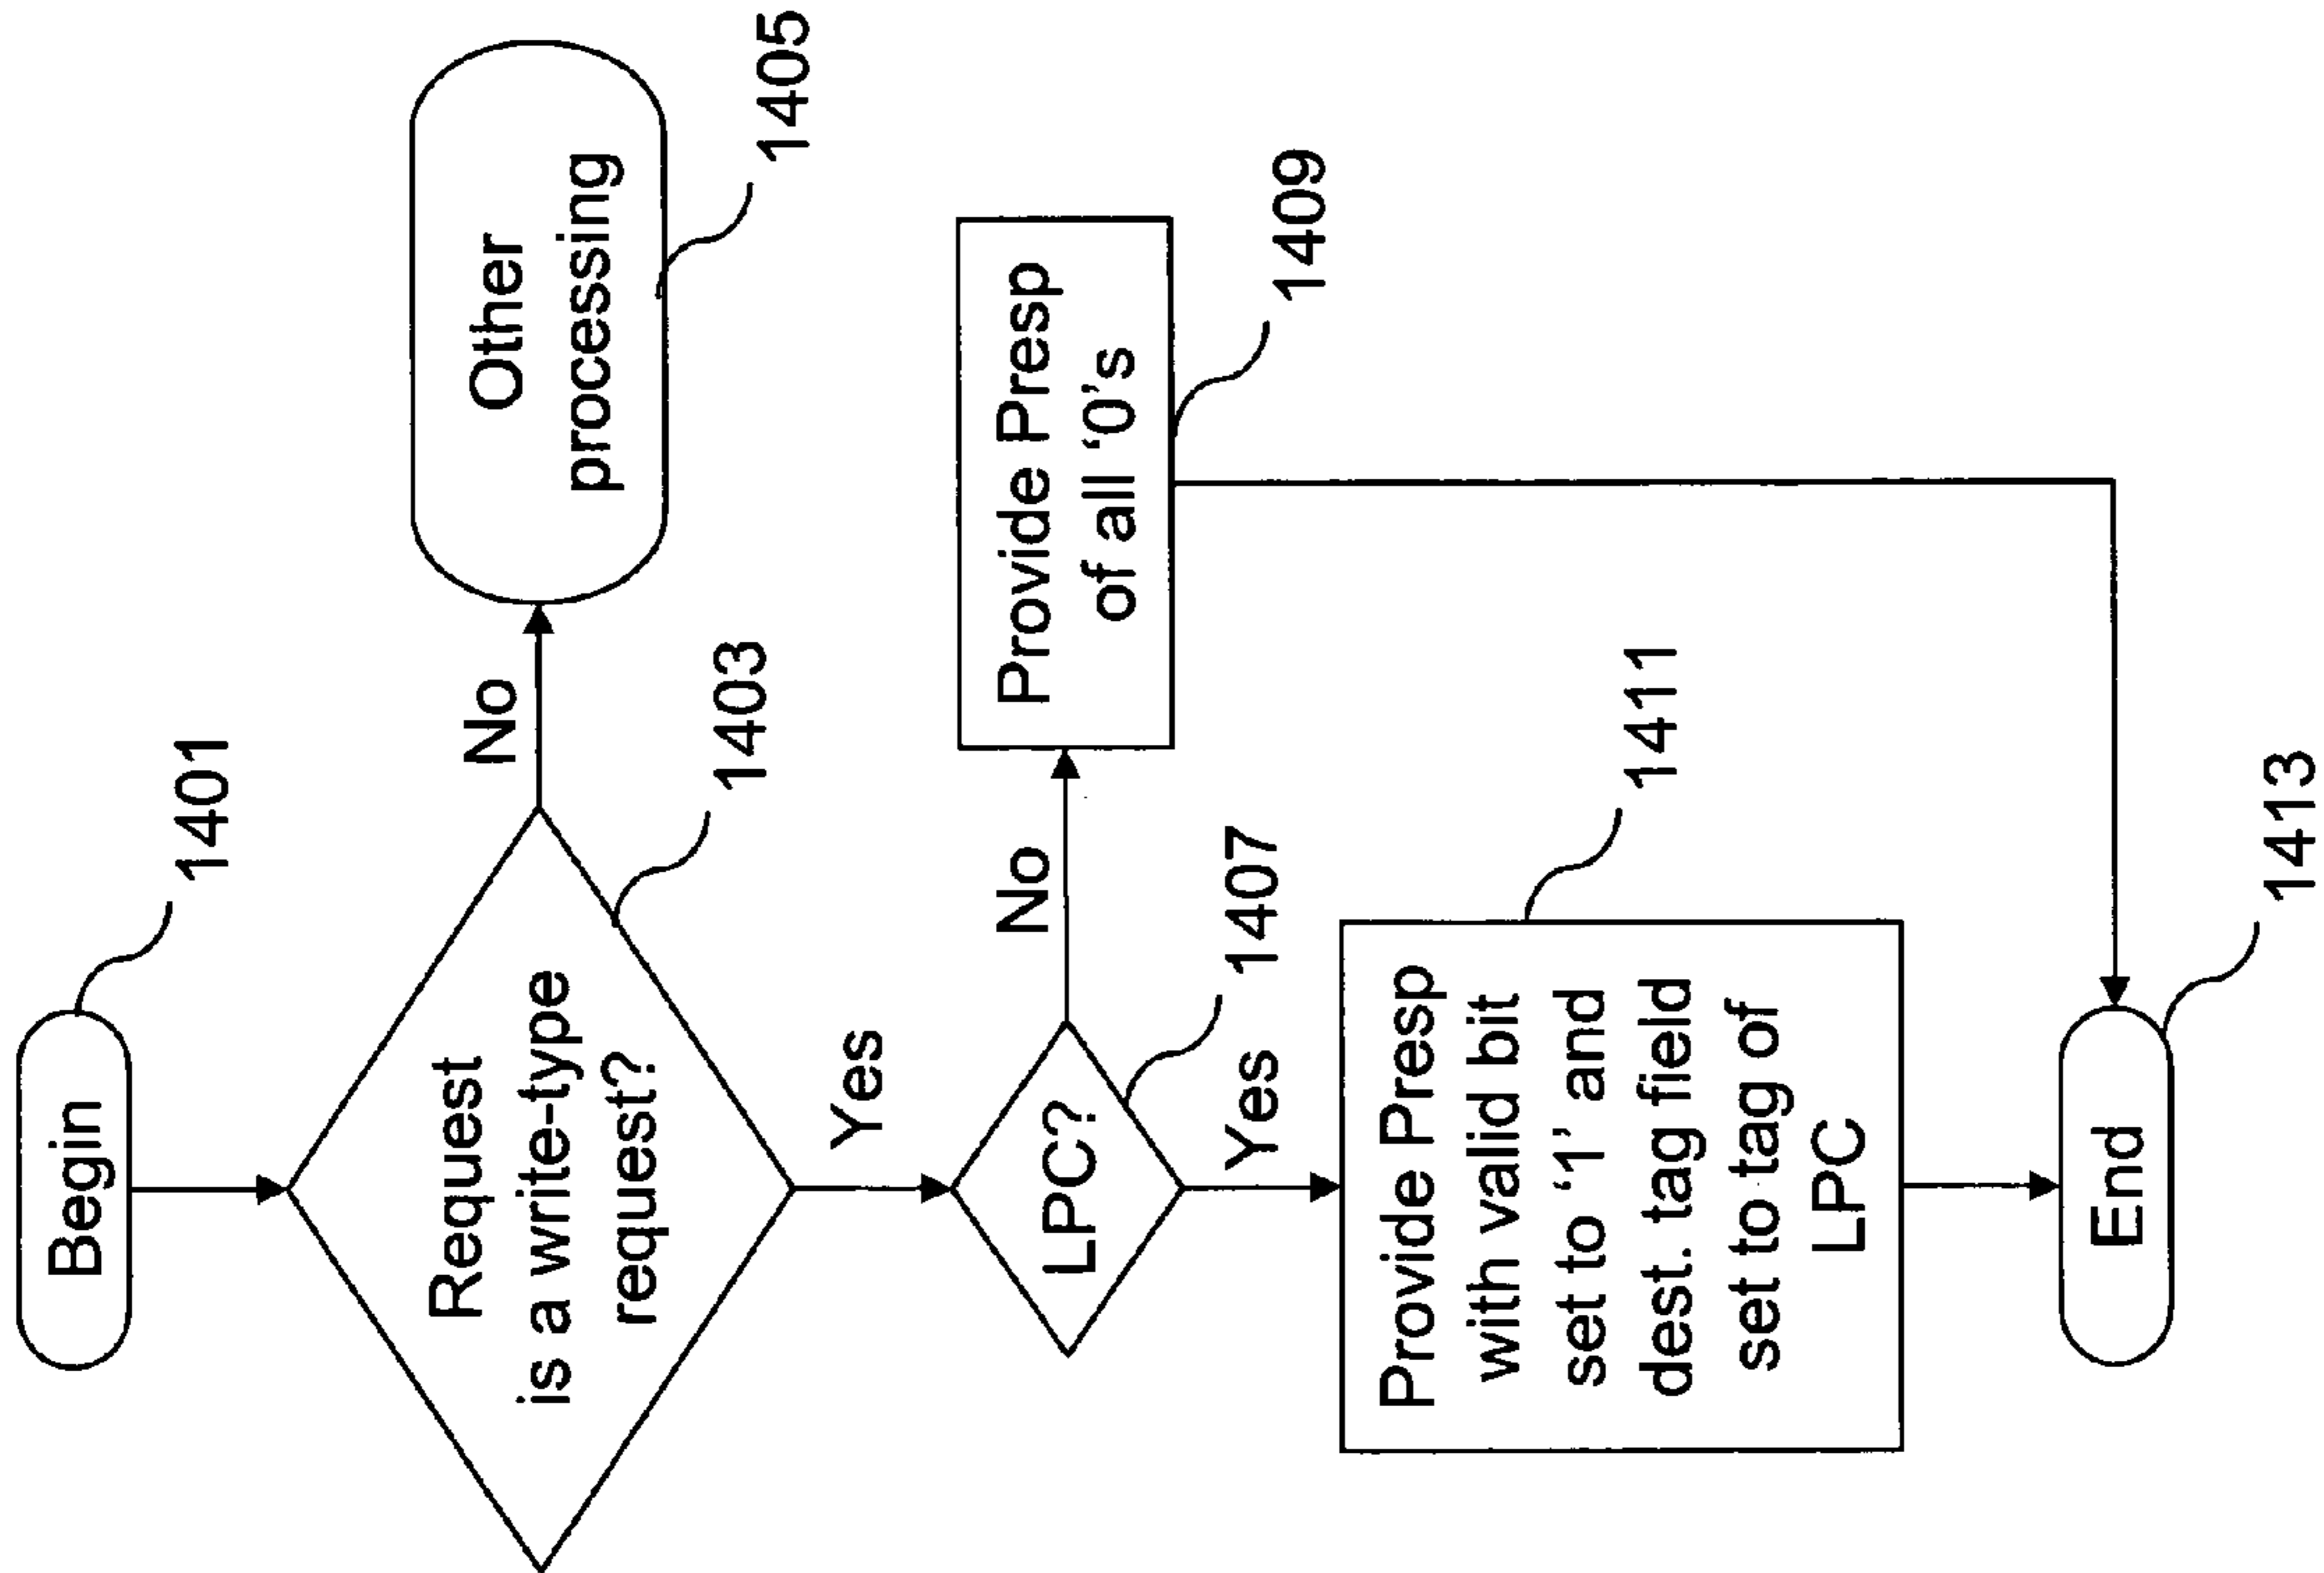 Begin
1401
Request
is a write-type
request?
1403
No
Other
processing
1405
Yes
LPC?
1407
No
Provide Presp
of all ‘0’s
1409
Yes
Provide Presp
with valid bit
set to ‘1’ and
dest. tag field
set to tag of
LPC
1411
End
1413